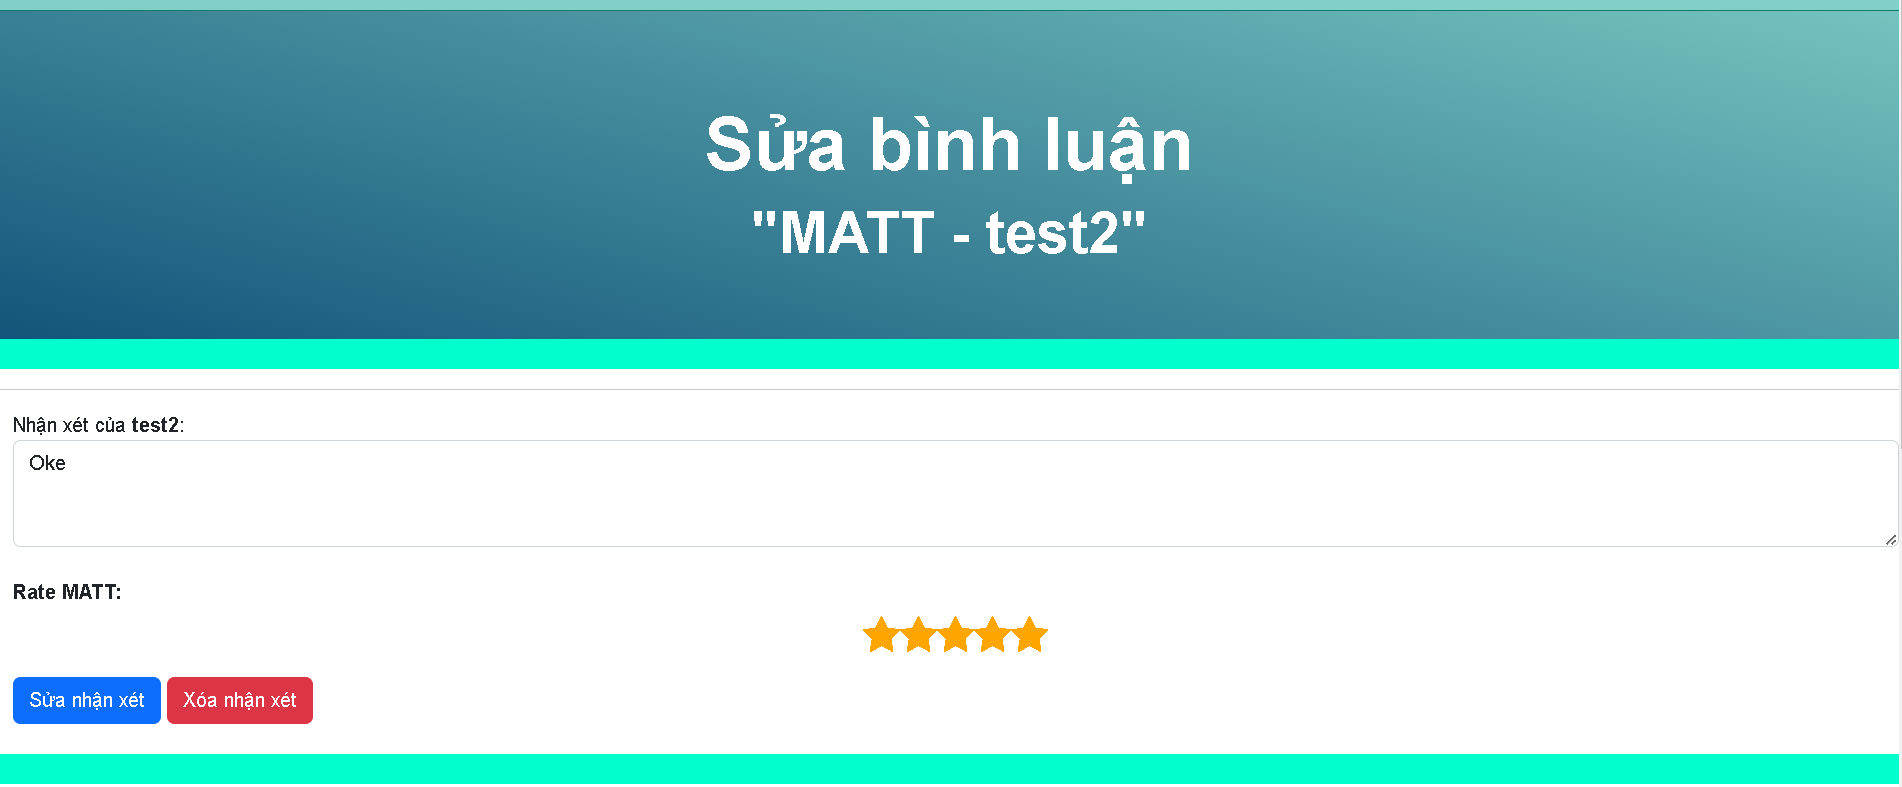 Sửa bình luận
"MATT - test2"
Nhận xét của test2:
Oke
Rate MATT:
Sửa nhận xét Xóa nhận xét